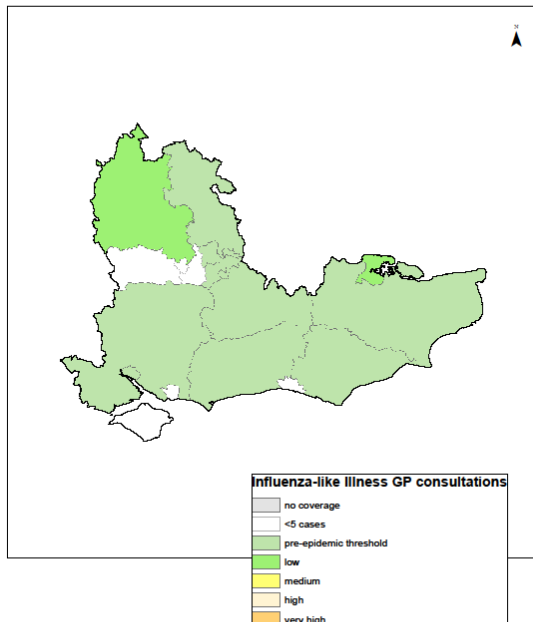 N
Influenza-like Illness GP consultations
no coverage
<5 cases
pre-epidemic threshold
low
medium
high
very high